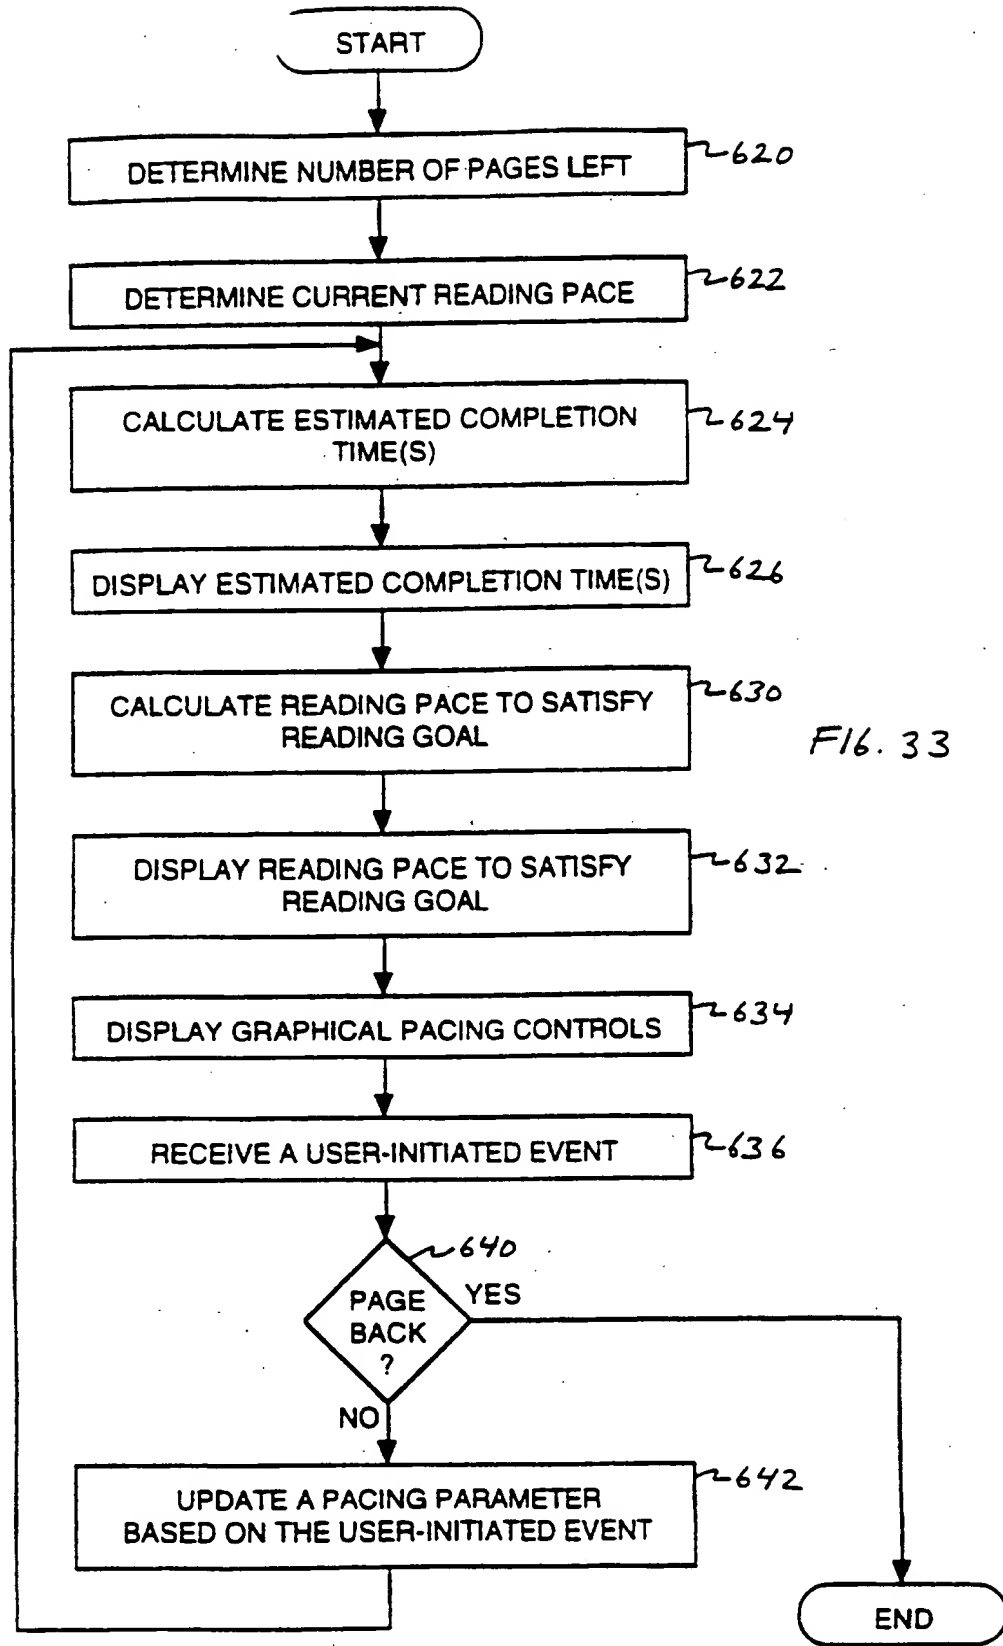 START
DETERMINE NUMBER OF PAGES LEFT
620
DETERMINE CURRENT READING PACE
622
CALCULATE ESTIMATED COMPLETION
TIME(S)
624
DISPLAY ESTIMATED COMPLETION TIME(S)
626
CALCULATE READING PACE TO SATISFY
READING GOAL
630
FIG. 33
DISPLAY READING PACE TO SATISFY
READING GOAL
632
DISPLAY GRAPHICAL PACING CONTROLS
634
RECEIVE A USER-INITIATED EVENT
636
640
PAGE
BACK
?
YES
NO
UPDATE A PACING PARAMETER
BASED ON THE USER-INITIATED EVENT
642
END